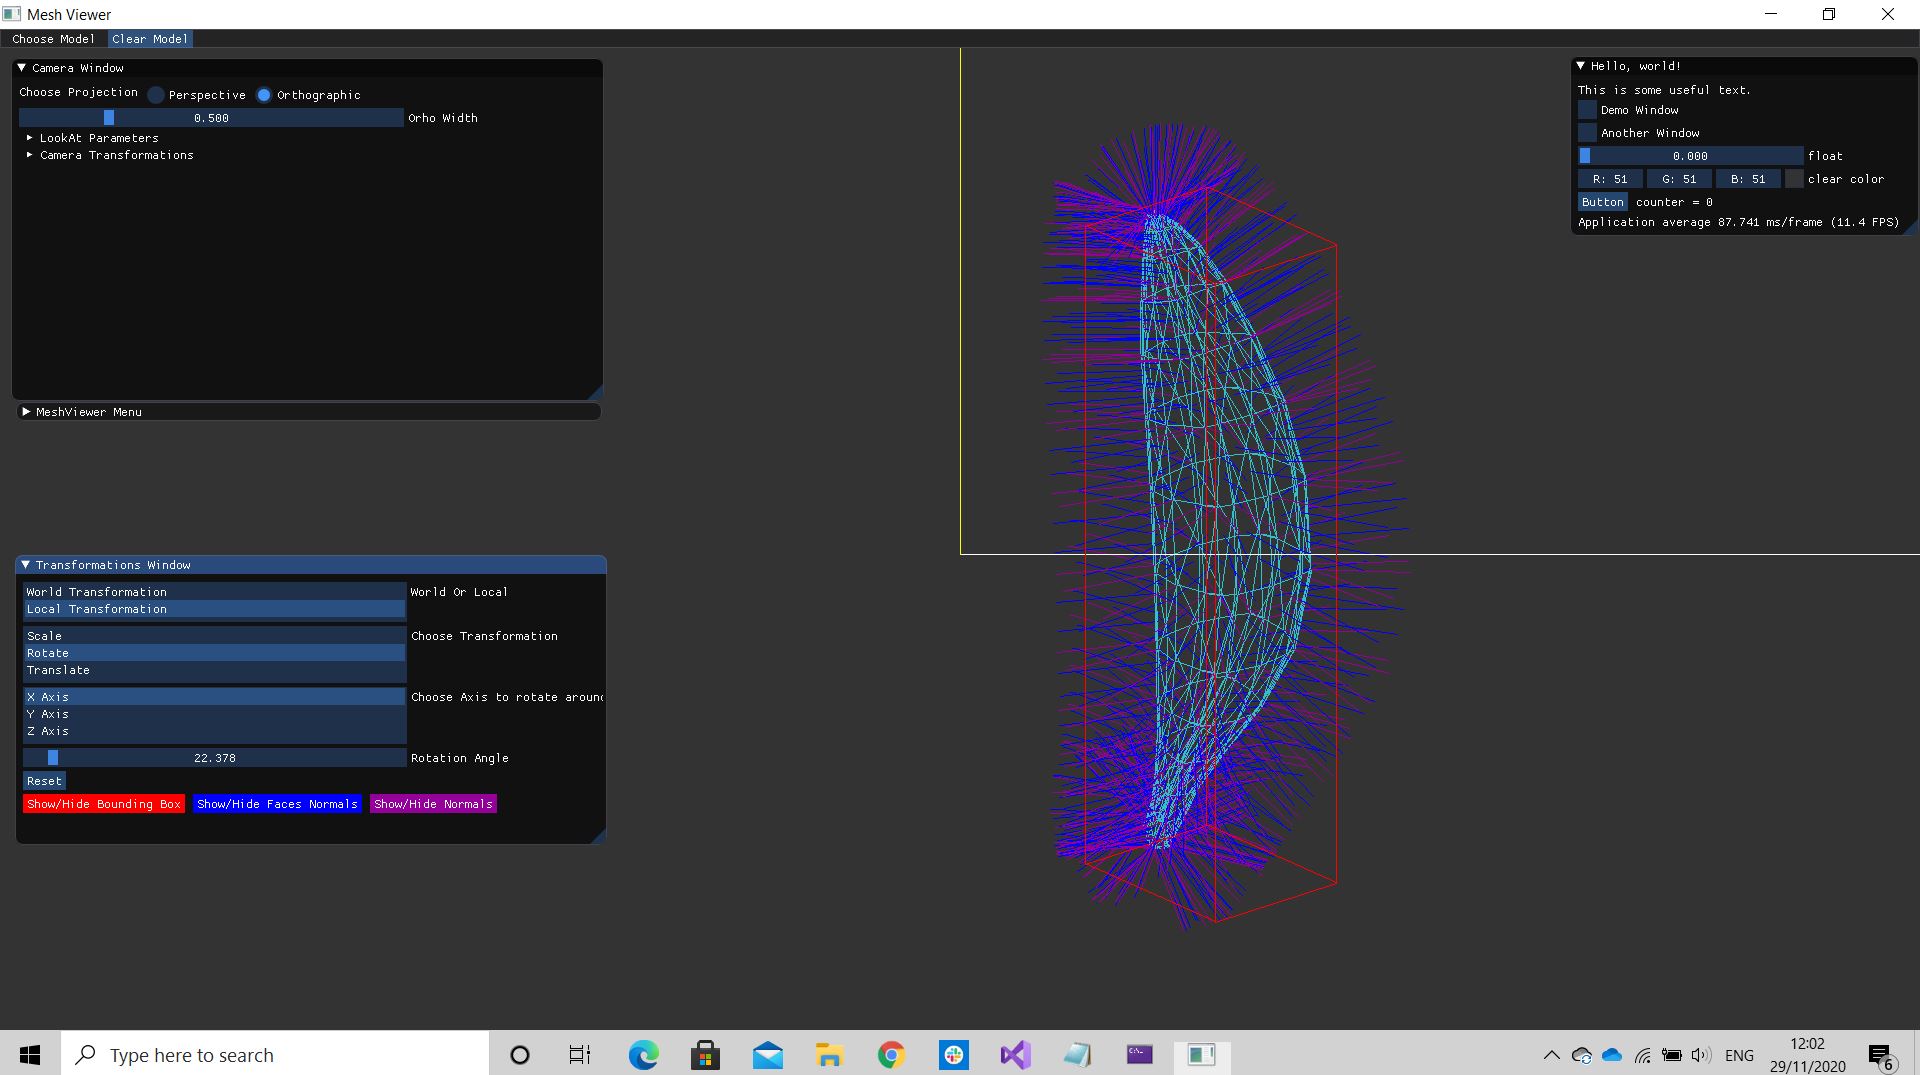 Mesh Viewer
Choose Model Clear Model
Camera Window
Choose Projection Perspective Orthographic
0.500 Orho Width
LookAt Parameters
Camera Transformations
MeshViewer Menu
Hello, world!
This is some useful text.
Demo Window
Another Window
0.000 float
R: 51 G: 51 B: 51 clear color
Button counter = 0
Application average 87.741 ms/frame (11.4 FPS)
Transformations Window
World Transformation World Or Local
Local Transformation
Scale Choose Transformation
Rotate
Translate
X Axis Choose Axis to rotate aroun
Y Axis
Z Axis
22.378 Rotation Angle
Reset
Show/Hide Bounding Box Show/Hide Faces Normals Show/Hide Normals
Type here to search
ENG
12:02
29/11/2020
6